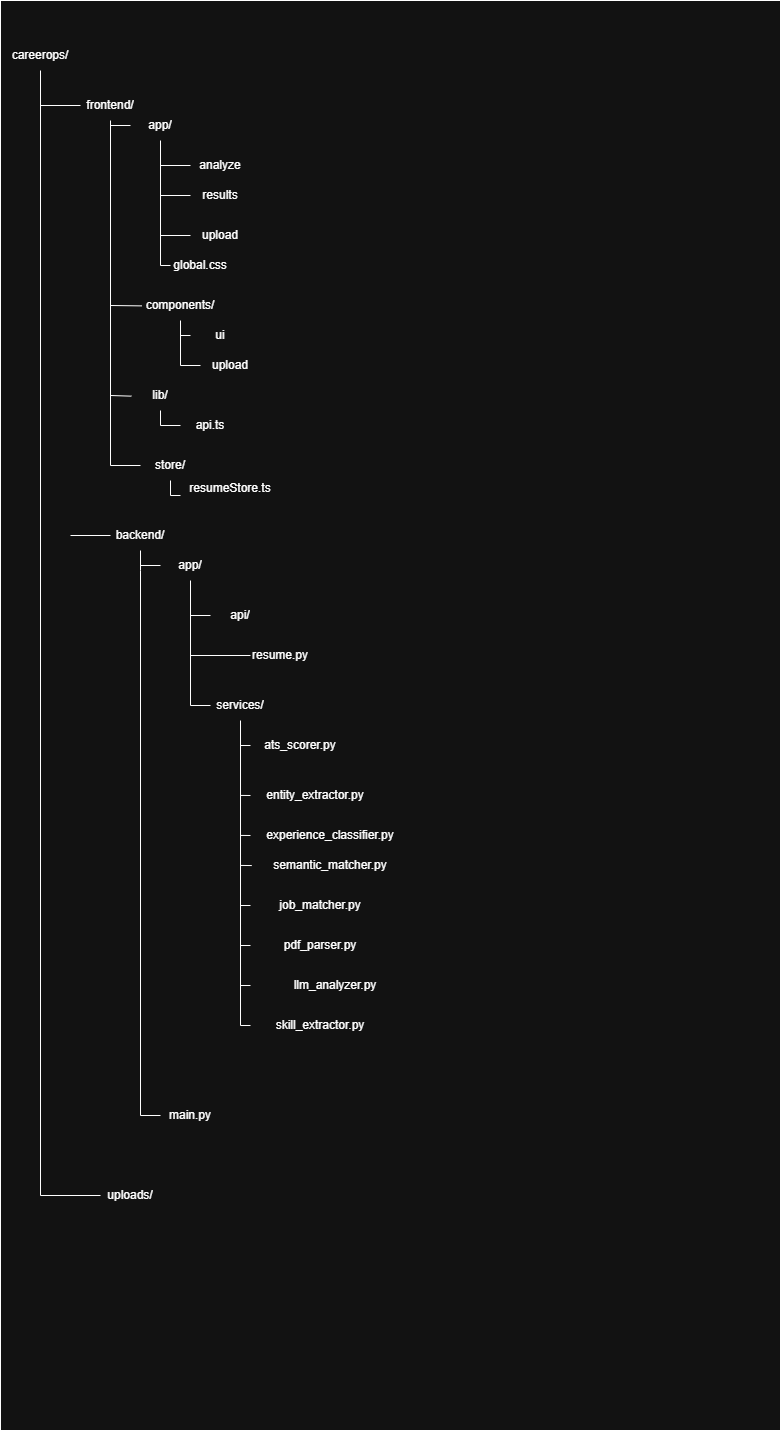 careerops/
frontend/
app/
analyze
results
upload
global.css
components/
ui
upload
lib/
api.ts
store/
resumeStore.ts
backend/
app/
api/
resume.py
services/
ats_scorer.py
entity_extractor.py
experience_classifier.py
semantic_matcher.py
job_matcher.py
pdf_parser.py
llm_analyzer.py
skill_extractor.py
main.py
uploads/